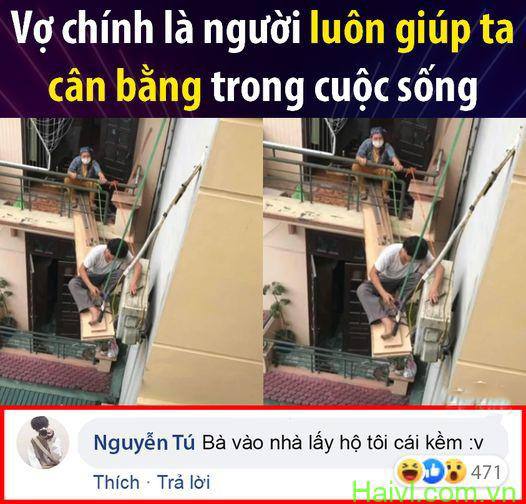 Vợ chính là người luôn giúp ta
cân bằng trong cuộc sống
Nguyễn Tú Bà vào nhà lấy hộ tôi cái kềm :v
Thích · Trả lời
471
Haivl.com.vn